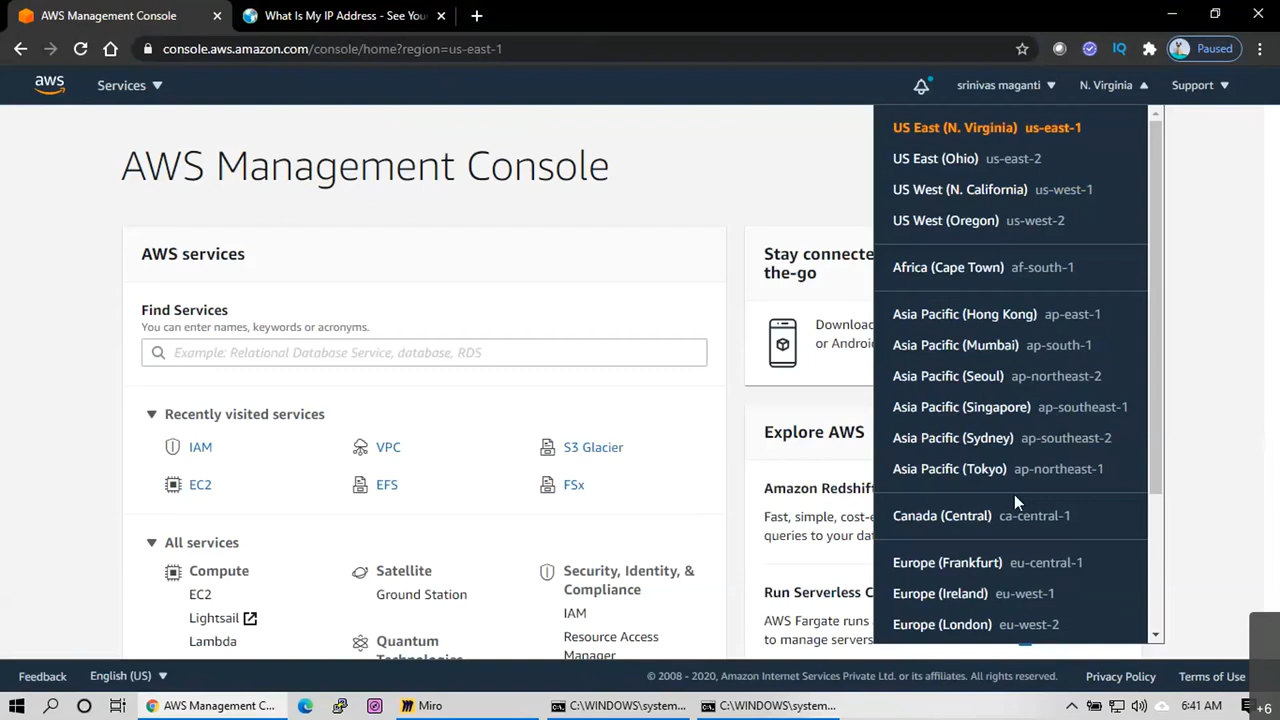 AWS Management Console
What Is My IP Address - See You
console.aws.amazon.com/console/home?region=us-east-1
IQ
Paused
aws
Services
srinivas maganti
N. Virginia
Support
AWS Management Console
AWS services
Find Services
You can enter names, keywords or acronyms.
Example: Relational Database Service, database, RDS
Recently visited services
IAM
VPC
S3 Glacier
EC2
EFS
FSx
All services
Compute
EC2
Lightsail
Lambda
Satellite
Ground Station
Quantum
Technologies
Security, Identity, &
Compliance
IAM
Resource Access
Manager
Stay connecte
the-go
Download
or Androi
Explore AWS
Amazon Redshift
Fast, simple, cost-e
queries to your dat
Run Serverless C
AWS Fargate runs
to manage servers
US East (N. Virginia) us-east-1
US East (Ohio) us-east-2
US West (N. California) us-west-1
US West (Oregon) us-west-2
Africa (Cape Town) af-south-1
Asia Pacific (Hong Kong) ap-east-1
Asia Pacific (Mumbai) ap-south-1
Asia Pacific (Seoul) ap-northeast-2
Asia Pacific (Singapore) ap-southeast-1
Asia Pacific (Sydney) ap-southeast-2
Asia Pacific (Tokyo) ap-northeast-1
Canada (Central) ca-central-1
Europe (Frankfurt) eu-central-1
Europe (Ireland) eu-west-1
Europe (London) eu-west-2
Feedback
English (US)
© 2008 - 2020, Amazon Internet Services Private Ltd. or its affiliates. All rights reserved.
Privacy Policy
Terms of Use
AWS Management C...
Miro
C:\WINDOWS\system...
C:\WINDOWS\system...
6:41 AM
+6